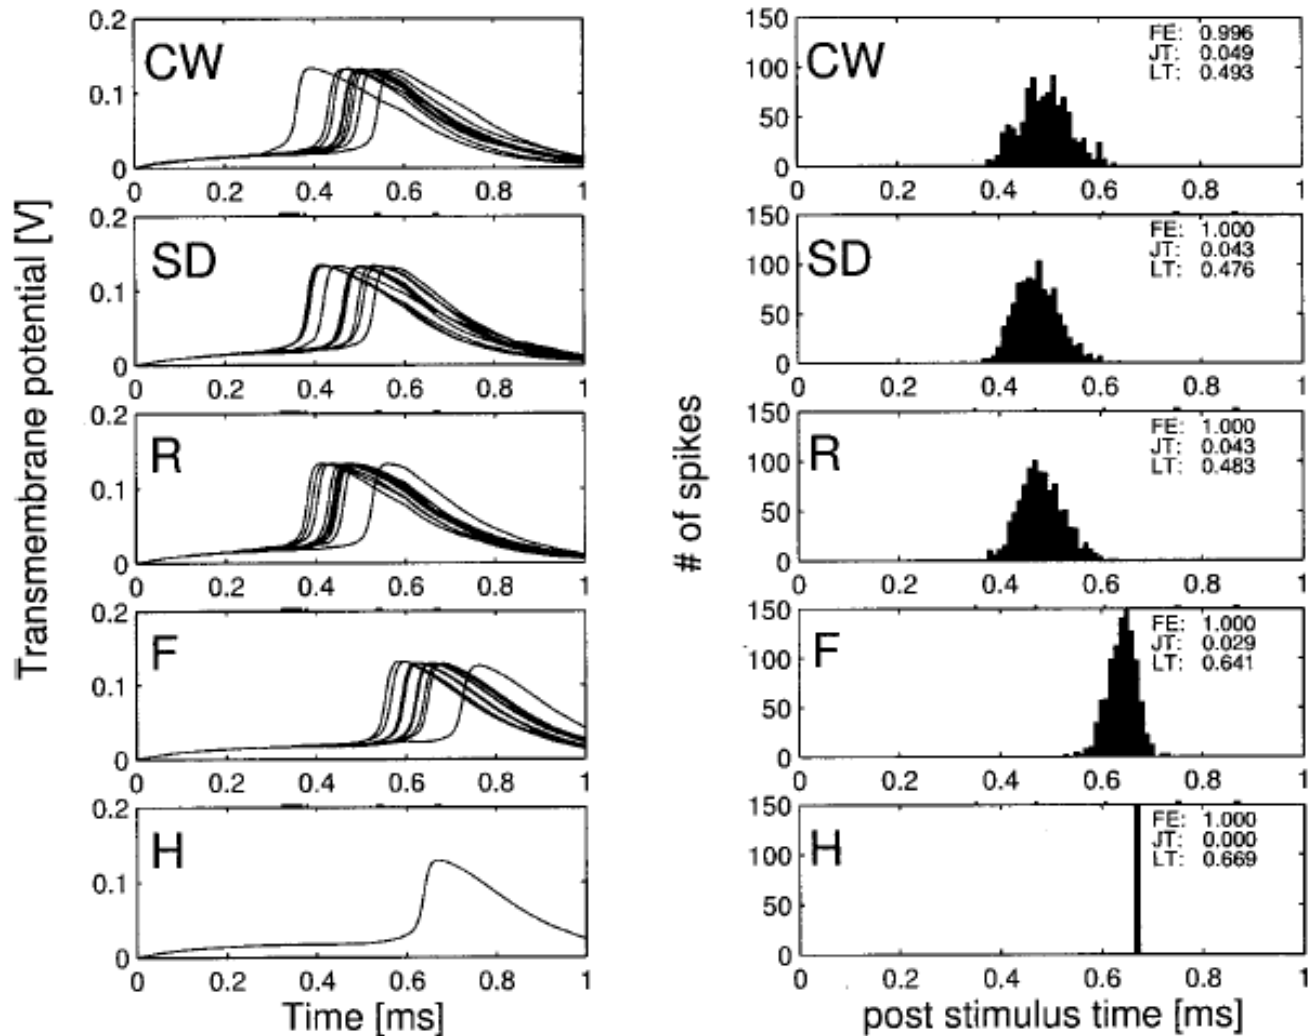 Transmembrane potential [V]
0.2
CW
0.1
0
0 0.2 0.4 0.6 0.8 1
0.2
SD
0.1
0
0 0.2 0.4 0.6 0.8 1
0.2
R
0.1
0
0 0.2 0.4 0.6 0.8 1
0.2
F
0.1
0
0 0.2 0.4 0.6 0.8 1
0.2
H
0.1
0
0 0.2 0.4 0.6 0.8 1
Time [ms]
# of spikes
150
CW
FE: 0.996
JT: 0.049
LT: 0.493
100
50
0
0 0.2 0.4 0.6 0.8 1
150
SD
FE: 1.000
JT: 0.043
LT: 0.476
100
50
0
0 0.2 0.4 0.6 0.8 1
150
R
FE: 1.000
JT: 0.043
LT: 0.483
100
50
0
0 0.2 0.4 0.6 0.8 1
150
F
FE: 1.000
JT: 0.029
LT: 0.641
100
50
0
0 0.2 0.4 0.6 0.8 1
150
H
FE: 1.000
JT: 0.000
LT: 0.669
100
50
0
0 0.2 0.4 0.6 0.8 1
post stimulus time [ms]